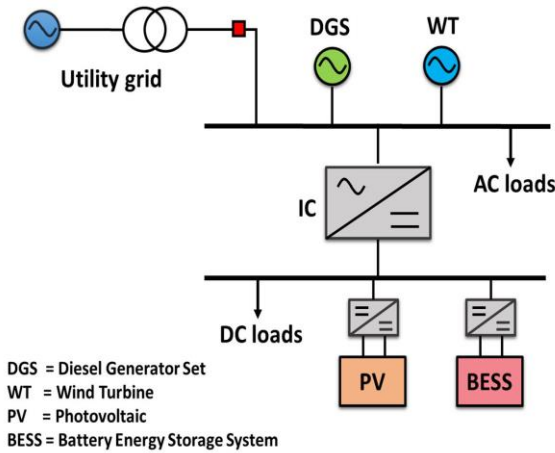 DGS
WT
Utility grid
AC loads
IC
DC loads
PV
BESS
DGS = Diesel Generator Set
WT = Wind Turbine
PV = Photovoltaic
BESS = Battery Energy Storage System